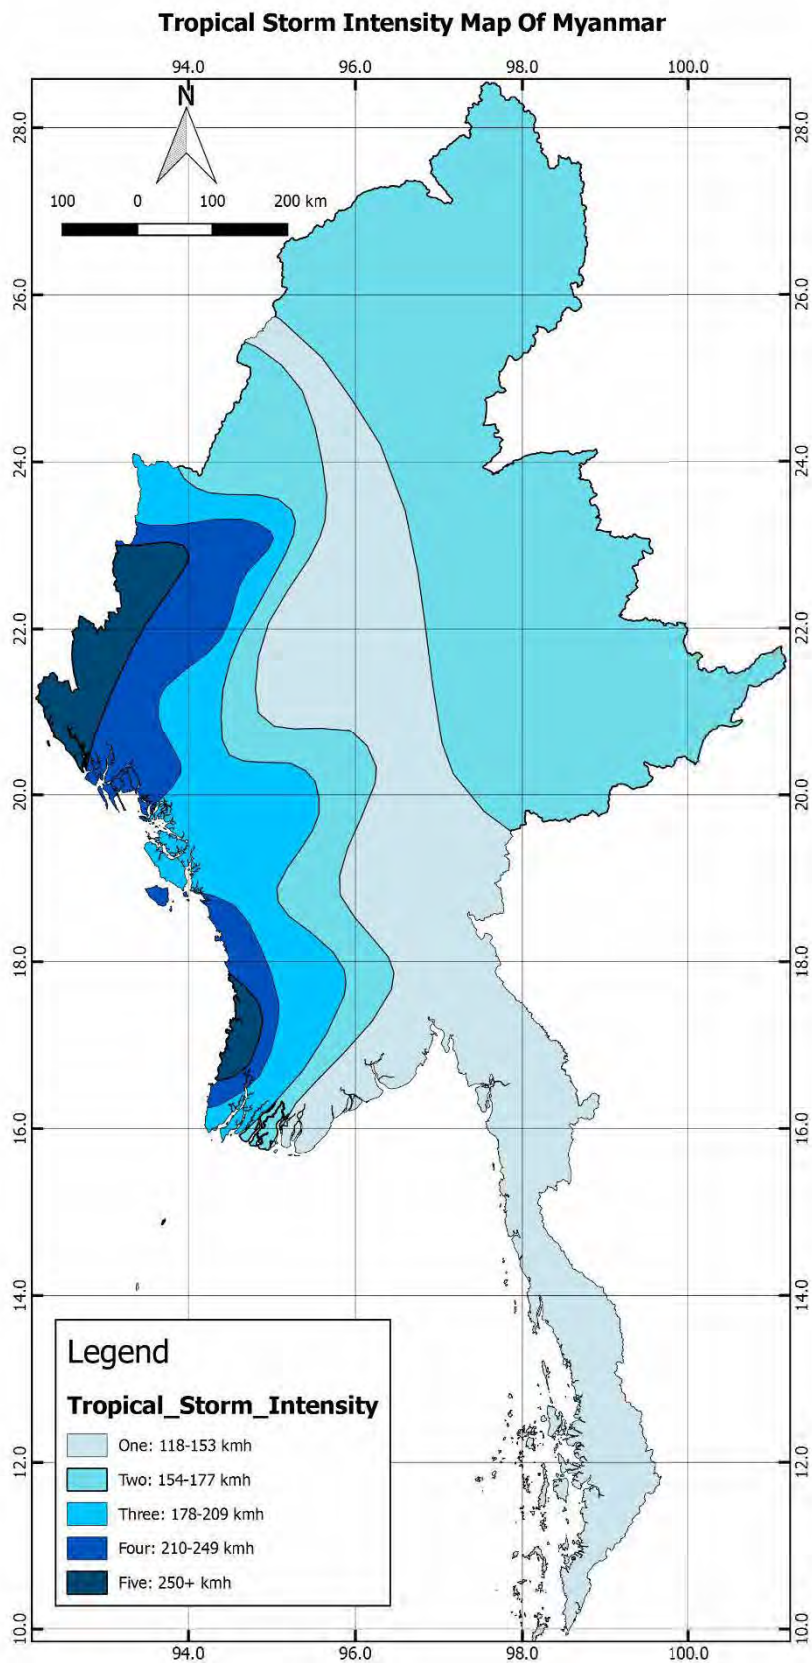 Tropical Storm Intensity Map Of Myanmar
94.0 96.0 98.0 100.0
N
100 0 100 200 km
28.0 28.0
26.0 26.0
24.0 24.0
22.0 22.0
20.0 20.0
18.0 18.0
16.0 16.0
14.0 14.0
Legend
Tropical_Storm_Intensity
One: 118-153 kmh
12.0 12.0
Two: 154-177 kmh
Three: 178-209 kmh
Four: 210-249 kmh
Five: 250+ kmh
10.0 10.0
94.0 96.0 98.0 100.0